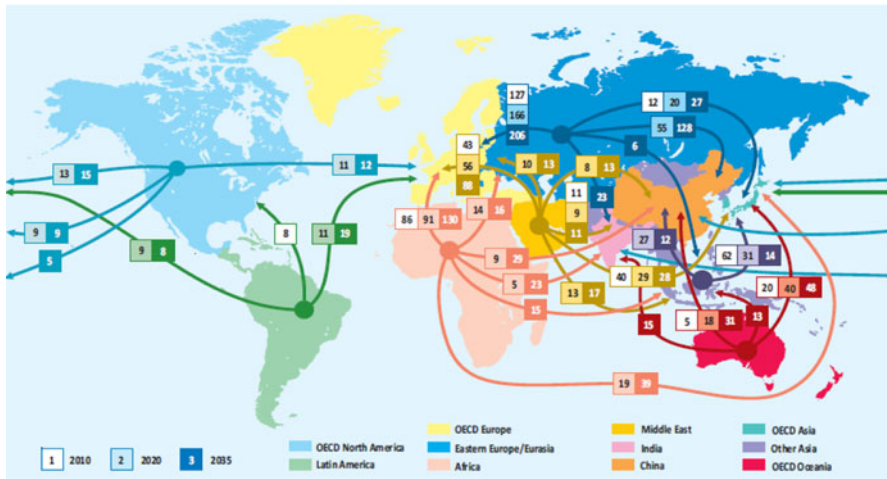 127
166
206
12 20 27
55 128
6
43
56
88
10 13
8 13
11 12
13 15
11
9
11
23
86 91 130
14 16
9 9
8
11 19
27 12
9 8
5
9 29
62 31 14
40 29 28
5 23
13 17
20 40 48
15
15
5 18 31
13
19 39
OECD Europe
Middle East
OECD Asia
OECD North America
Eastern Europe/Eurasia
India
Other Asia
1 2010
2 2020
3 2035
Latin America
Africa
China
OECD Oceania